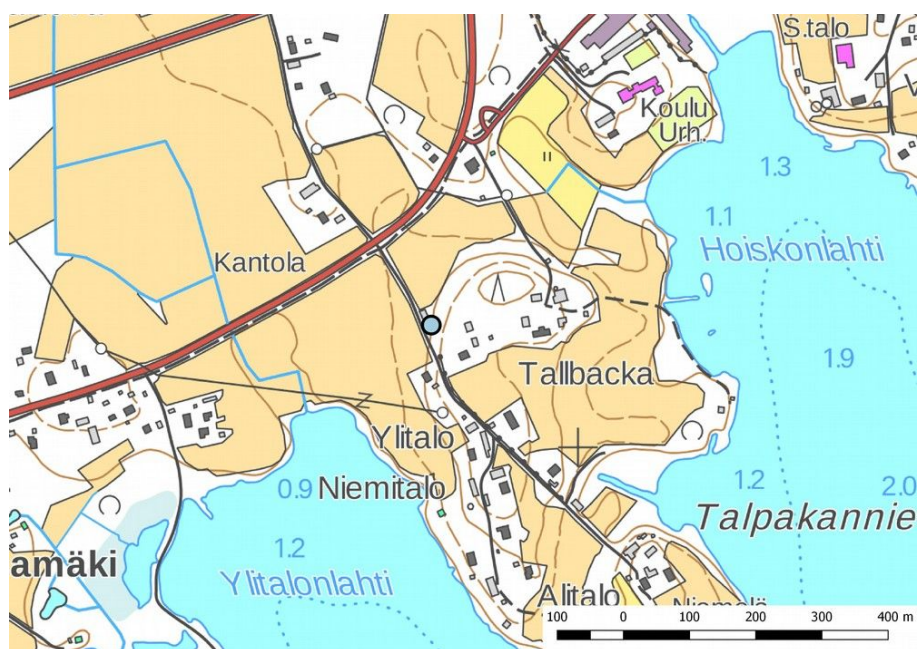 S.talo
Koulu
Urh.
1.3
1.1
Hoiskonlahti
Kantola
1.9
Tallbacka
Ylitalo
0.9
Niemitalo
1.2
2.0
Talpakannie
1.2
amäki
Ylitalonlahti
Alitalo
100 0 100 200 300 400 m